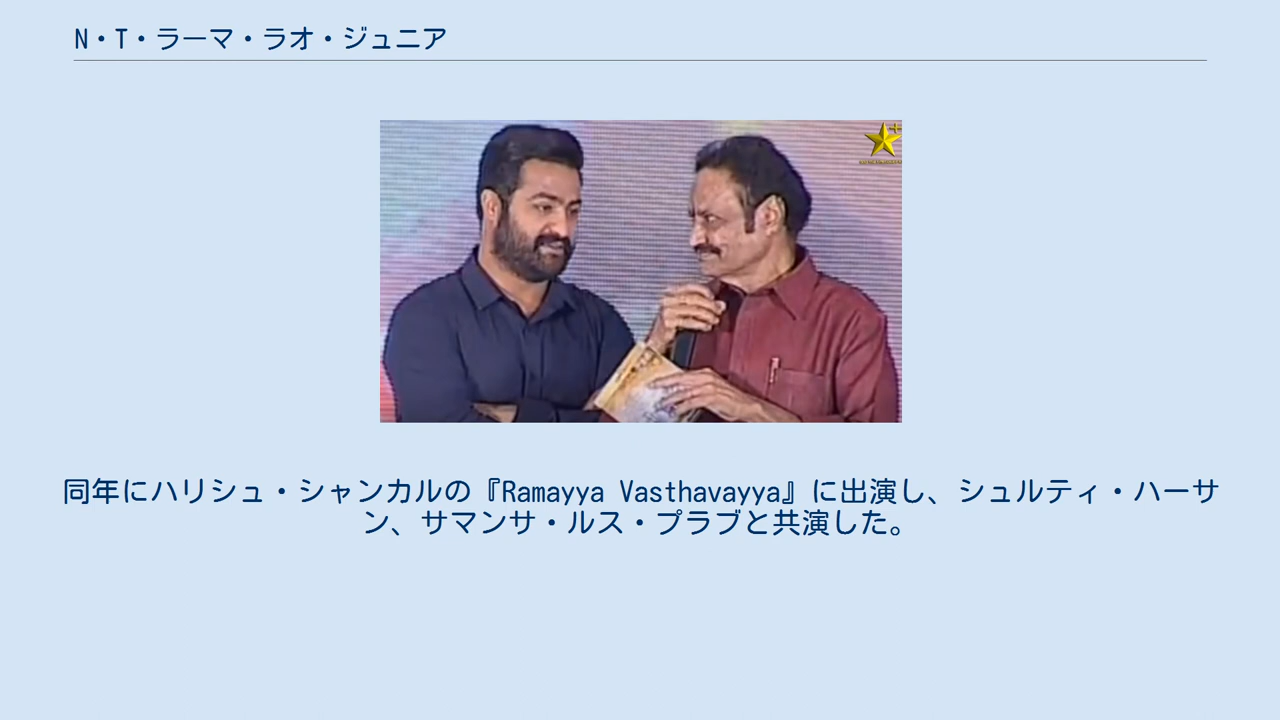 N・T・ラーマ・ラオ・ジュニア
同年にハリシュ・シャンカルの『Ramayya Vasthavayya』に出演し、シュルティ・ハーサ
ン、サマンサ・ルス・プラブと共演した。